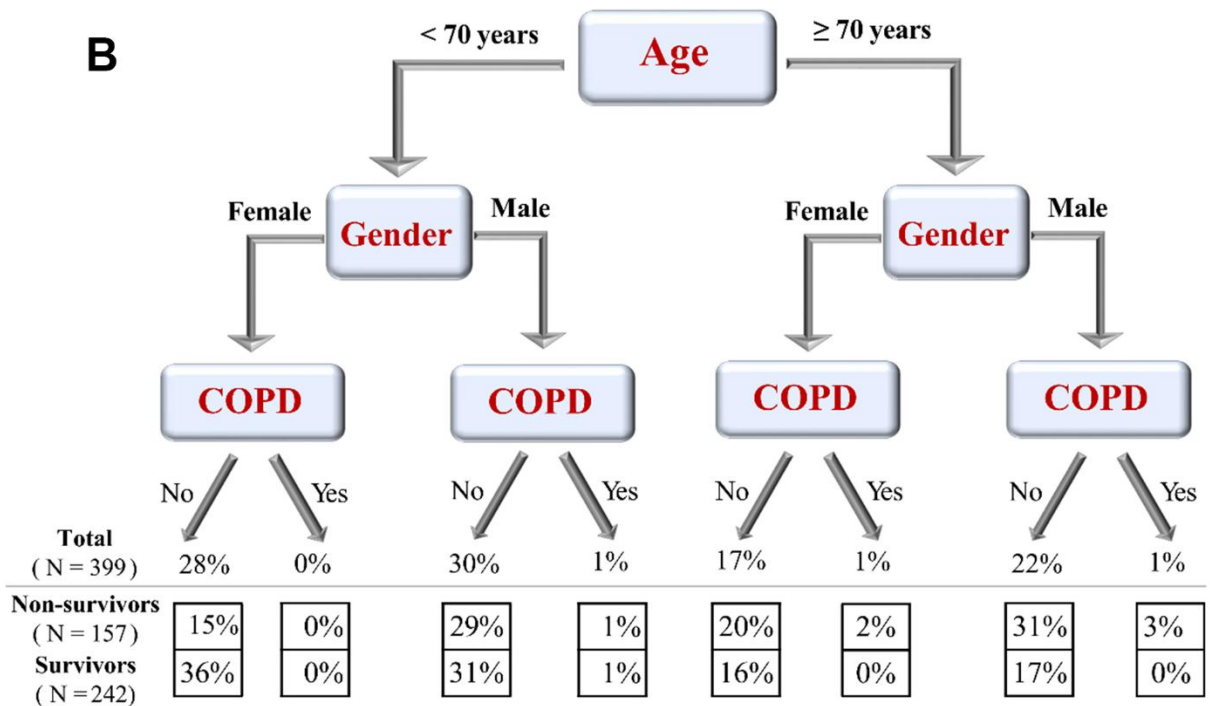 B
< 70 years
Age
≥ 70 years
Female
Gender
Male
Female
Gender
Male
COPD
COPD
COPD
COPD
No Yes No Yes No Yes No Yes
Total
( N = 399) 28% 0% 30% 1% 17% 1% 22% 1%
Non-survivors
( N = 157) 15% 0% 29% 1% 20% 2% 31% 3%
Survivors
( N =242) 36% 0% 31% 1% 16% 0% 17% 0%